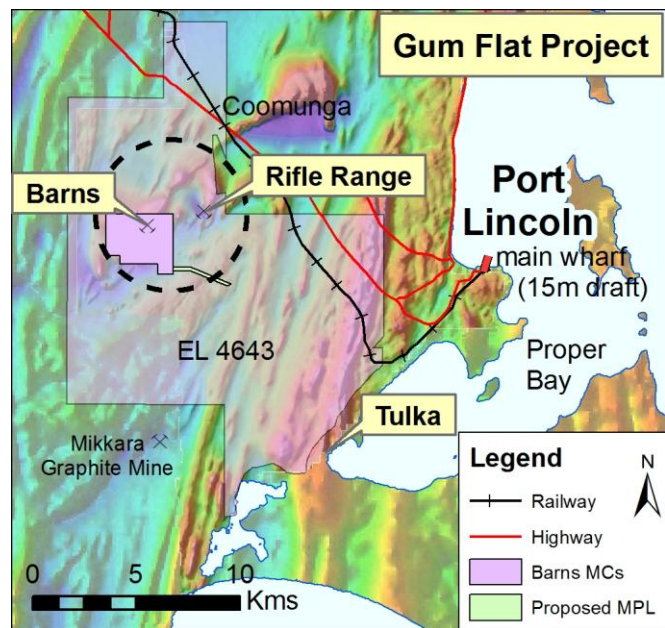 Gum Flat Project
Coomunga
Barns
Rifle Range
Port
Lincoln
main wharf
(15m draft)
EL 4643
Proper
Bay
Tulka
Mikkara
Graphite Mine
Legend
N
Railway
Highway
Barns MCs
Proposed MPL
0 5 10
Kms